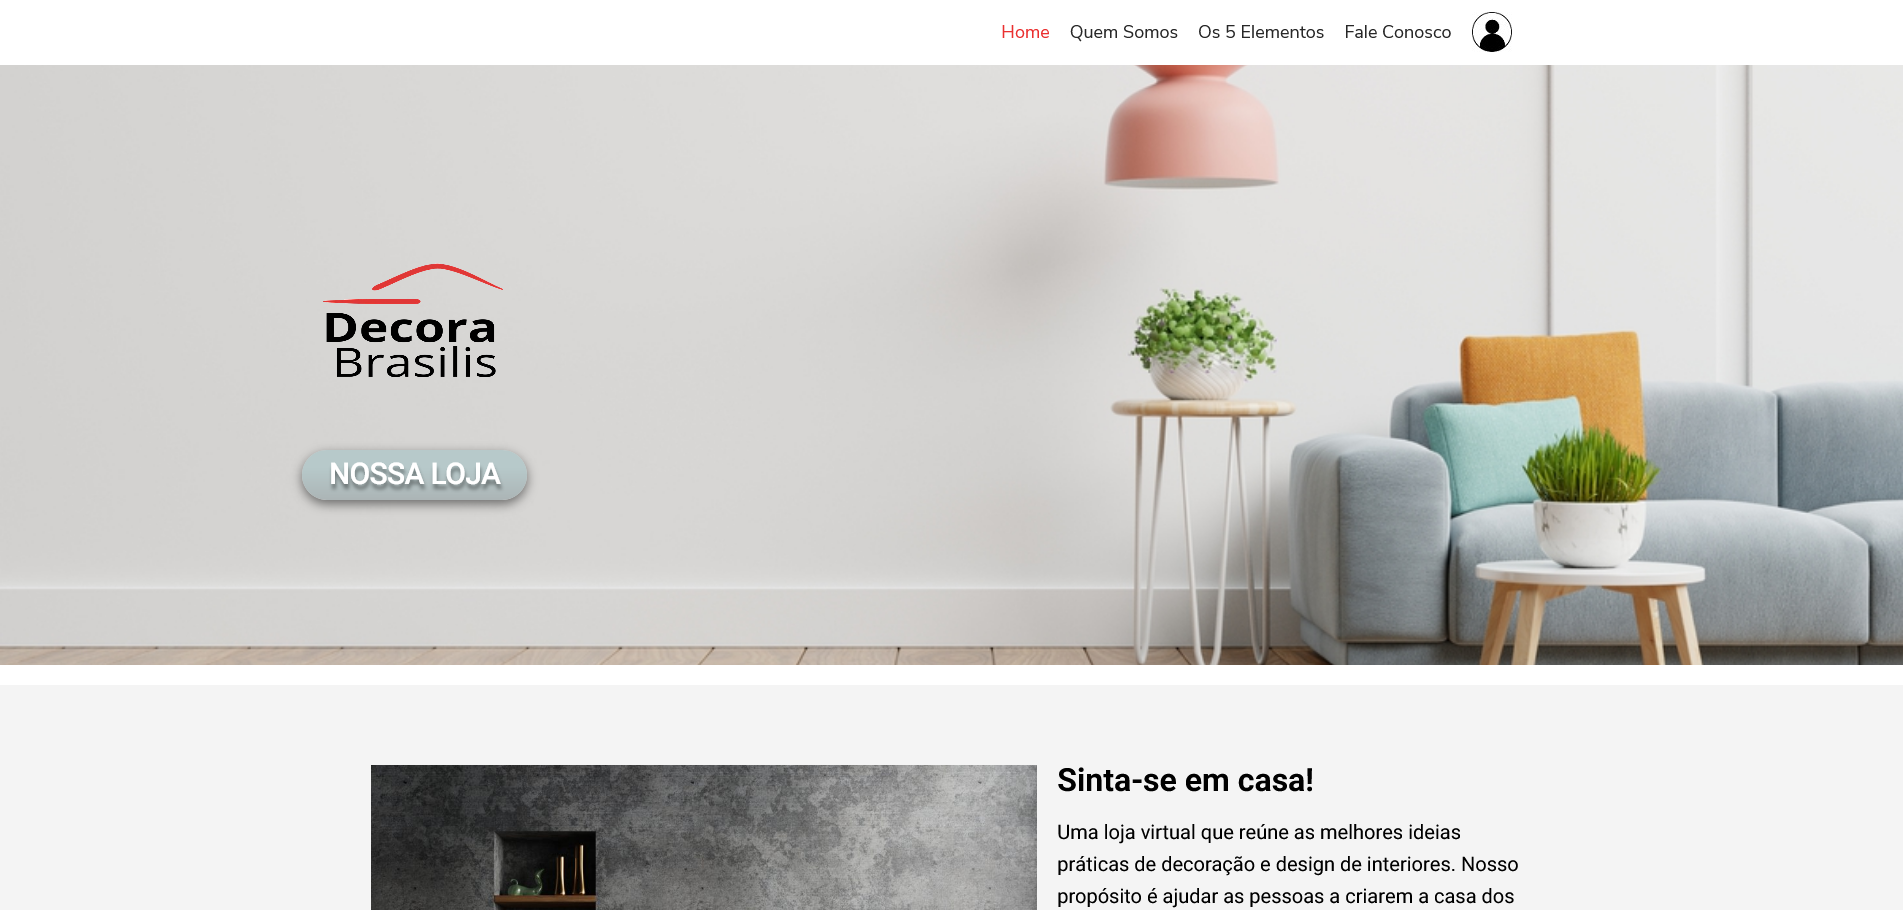 Home Quem Somos Os 5 Elementos Fale Conosco
Decora
Brasilis
NOSSA LOJA
Sinta-se em casa!
Uma loja virtual que reúne as melhores ideias
práticas de decoração e design de interiores. Nosso
propósito é ajudar as pessoas a criarem a casa dos